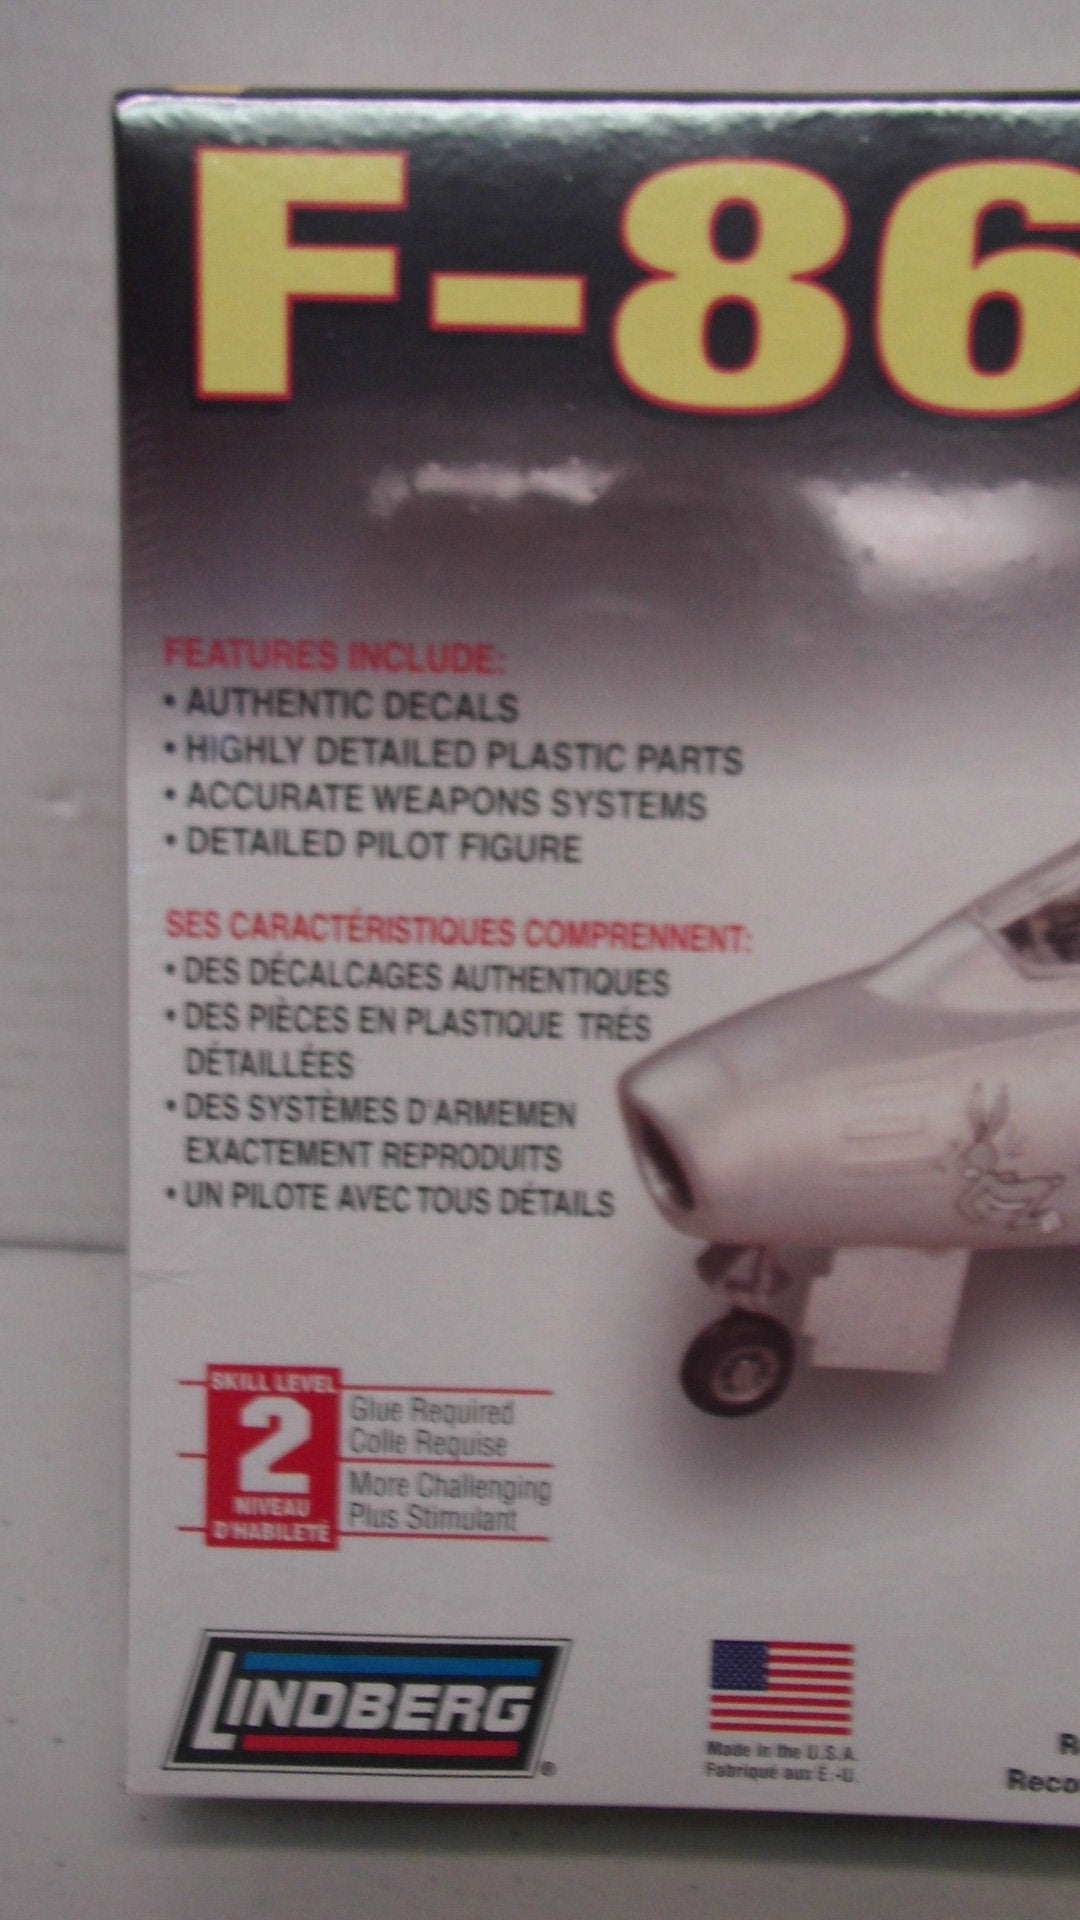 F-86
FEATURES INCLUDE:
• AUTHENTIC DECALS
• HIGHLY DETAILED PLASTIC PARTS
• ACCURATE WEAPONS SYSTEMS
• DETAILED PILOT FIGURE
SES CARACTÉRISTIQUES COMPRENNENT:
• DES DÉCALCAGES AUTHENTIQUES
• DES PIÈCES EN PLASTIQUE TRÉS
DÉTAILLÉES
• DES SYSTÈMES D'ARMEMEN
EXACTEMENT REPRODUITS
• UN PILOTE AVEC TOUS DÉTAILS
SKILL LEVEL
2
NIVEAU
D'HABILETÉ
Glue Required
Colle Requise
More Challenging
Plus Stimulant
LINDBERG®
Made in the U.S.A.
Fabriqué aux E.-U.